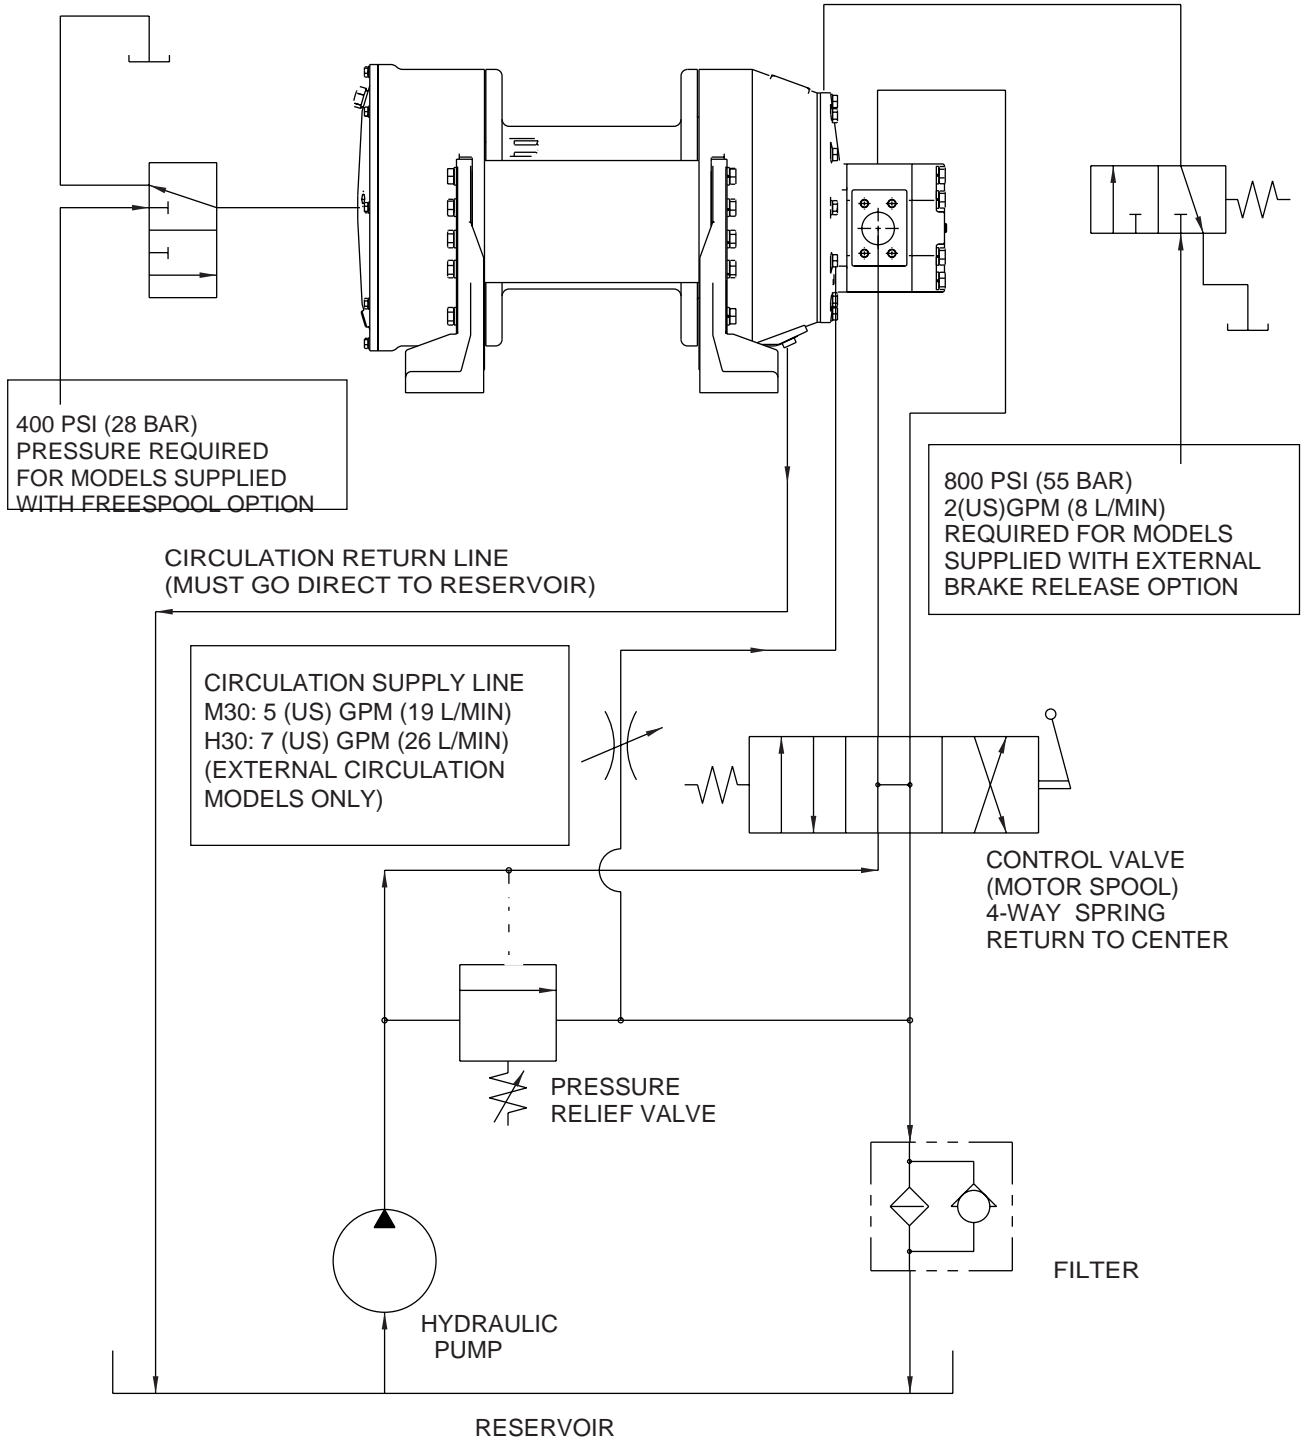 400 PSI (28 BAR)
PRESSURE REQUIRED
FOR MODELS SUPPLIED
WITH FREESPOOL OPTION
800 PSI (55 BAR)
2(US)GPM (8 L/MIN)
REQUIRED FOR MODELS
SUPPLIED WITH EXTERNAL
BRAKE RELEASE OPTION
CIRCULATION RETURN LINE
(MUST GO DIRECT TO RESERVOIR)
CIRCULATION SUPPLY LINE
M30: 5 (US) GPM (19 L/MIN)
H30: 7 (US) GPM (26 L/MIN)
(EXTERNAL CIRCULATION
MODELS ONLY)
CONTROL VALVE
(MOTOR SPOOL)
4-WAY SPRING
RETURN TO CENTER
PRESSURE
RELIEF VALVE
FILTER
HYDRAULIC
PUMP
RESERVOIR